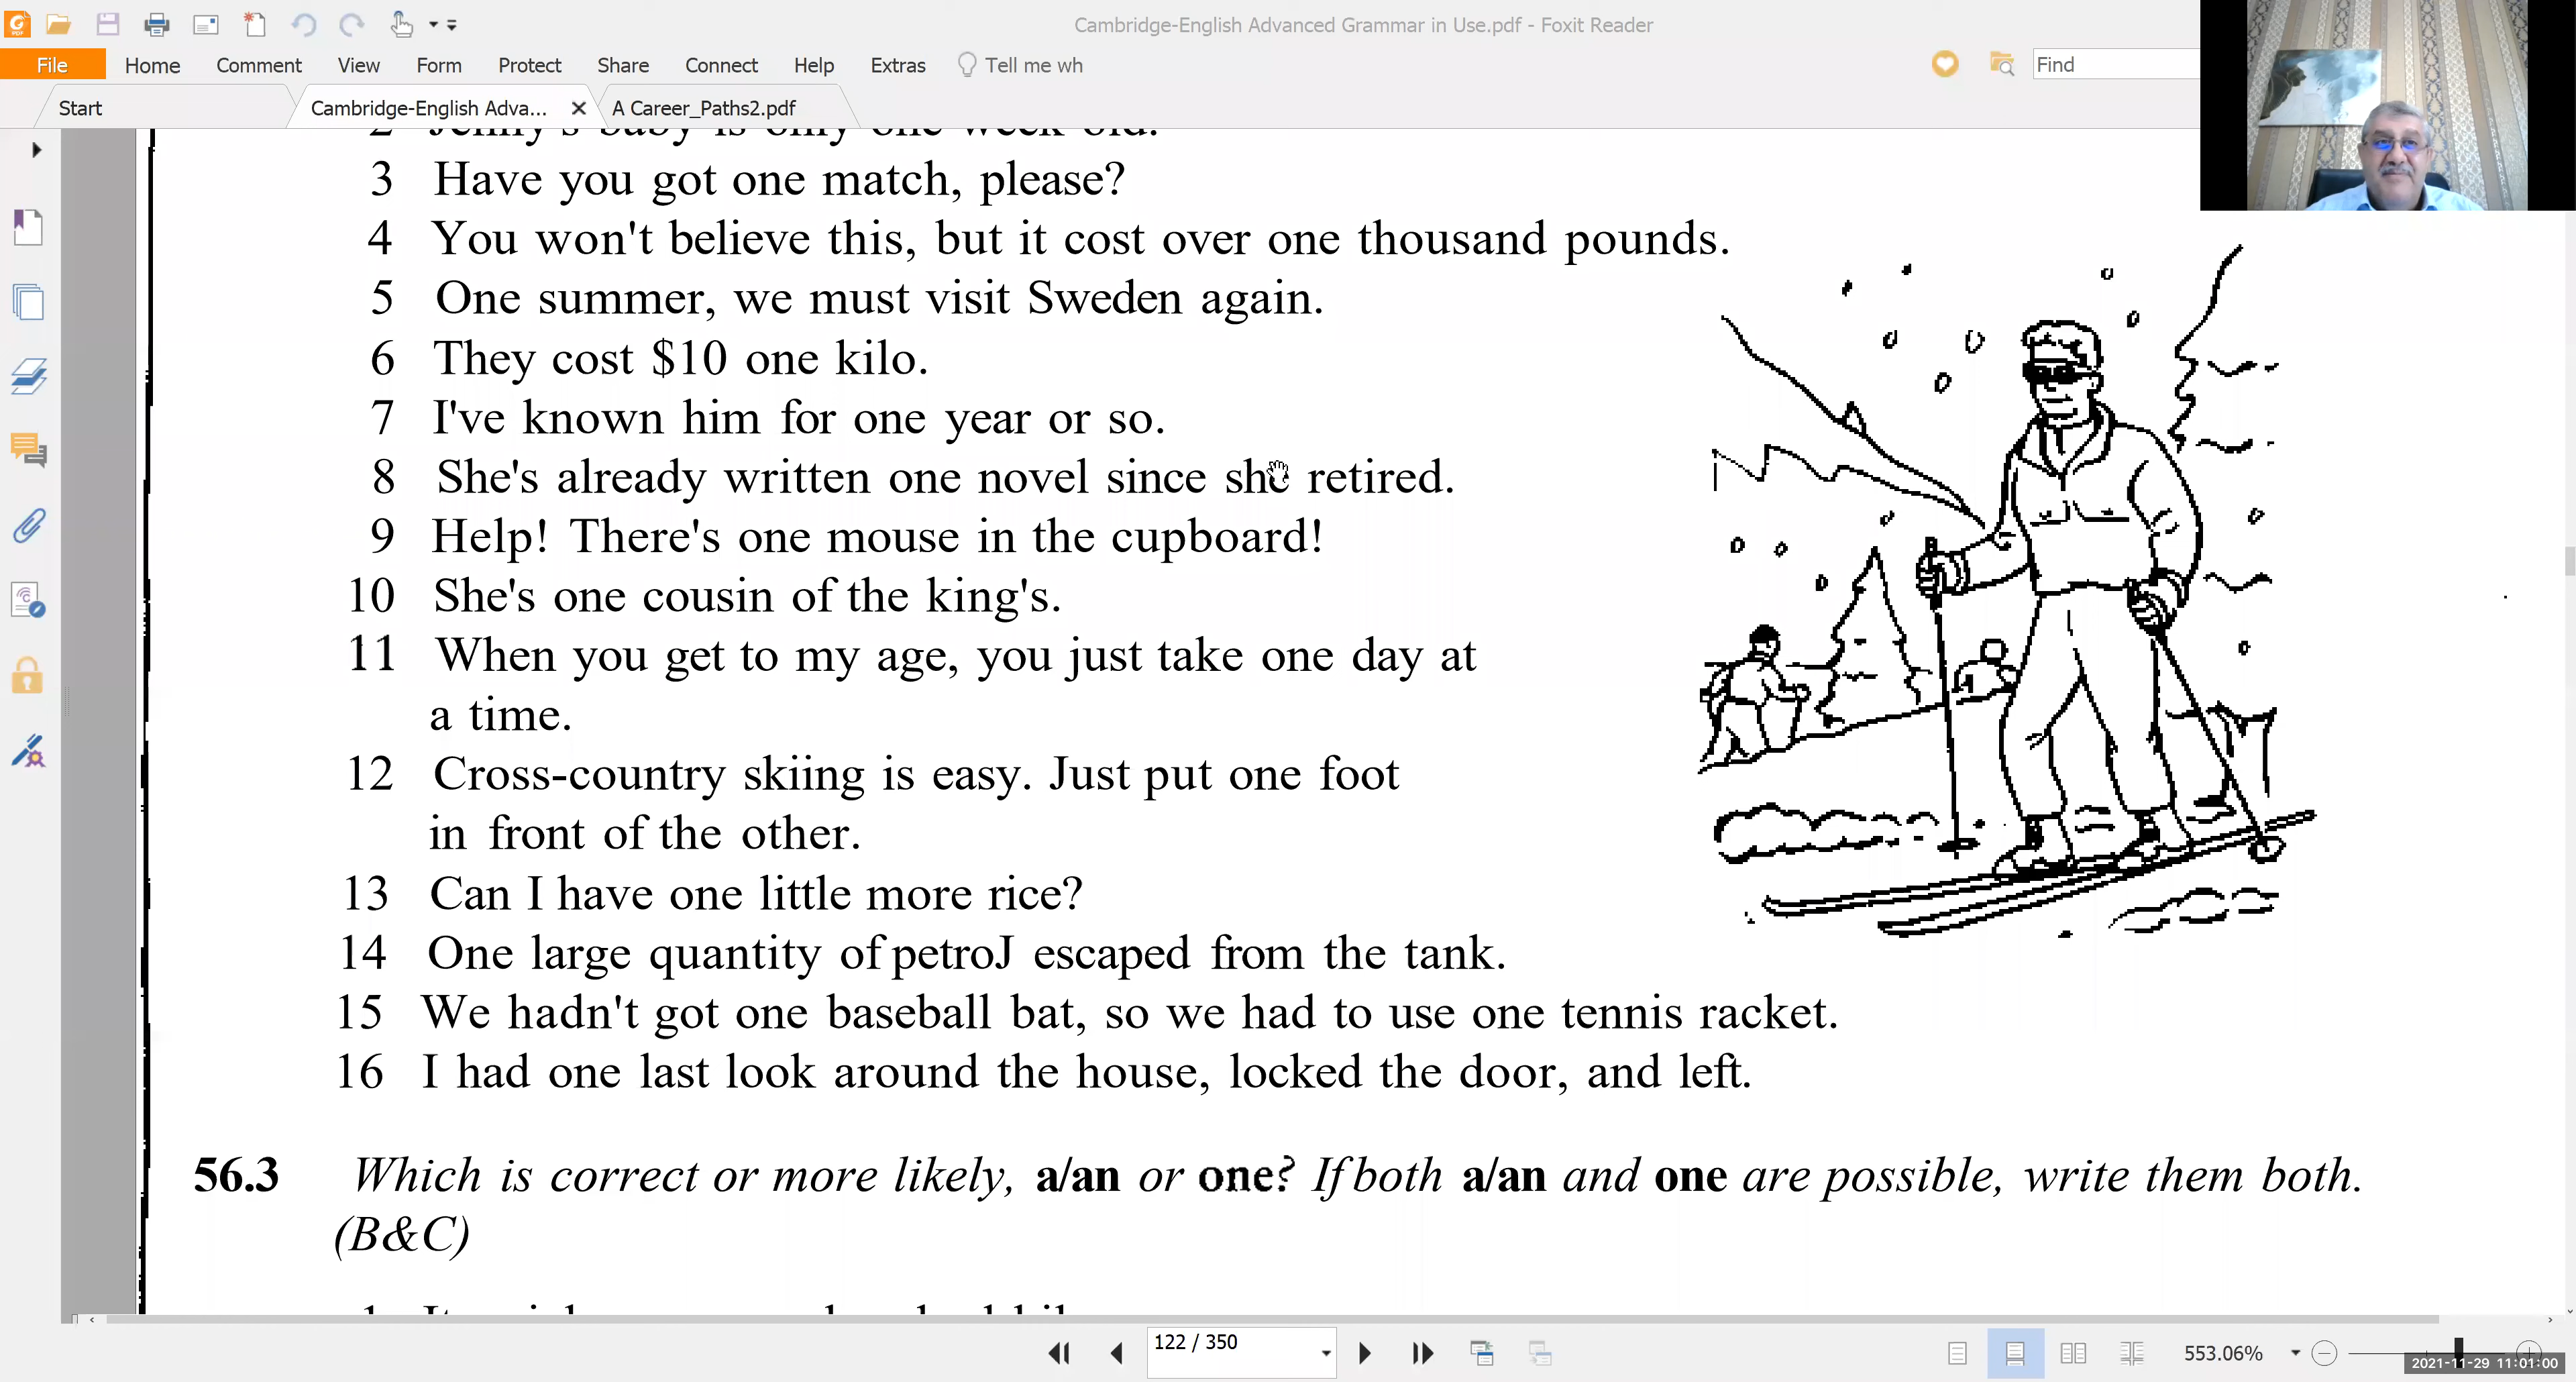 Cambridge-English Advanced Grammar in Use.pdf - Foxit Reader
File Home Comment View Form Protect Share Connect Help Extras Tell me wh
Find
Start Cambridge-English Adva... A Career_Paths2.pdf
2 Jenny's baby is only one week old.
3 Have you got one match, please?
4 You won't believe this, but it cost over one thousand pounds.
5 One summer, we must visit Sweden again.
6 They cost $10 one kilo.
7 I've known him for one year or so.
8 She's already written one novel since she retired.
9 Help! There's one mouse in the cupboard!
10 She's one cousin of the king's.
11 When you get to my age, you just take one day at
a time.
12 Cross-country skiing is easy. Just put one foot
in front of the other.
13 Can I have one little more rice?
14 One large quantity of petroJ escaped from the tank.
15 We hadn't got one baseball bat, so we had to use one tennis racket.
16 I had one last look around the house, locked the door, and left.
56.3 Which is correct or more likely, a/an or one? If both a/an and one are possible, write them both.
(B&C)
122 / 350
553.06%
2021-11-29 11:01:00